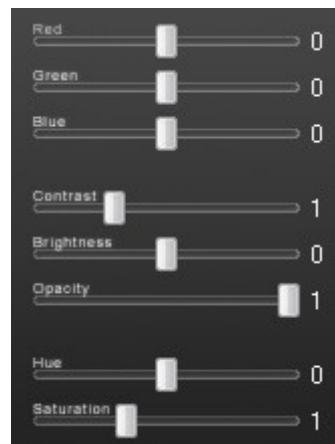 Red 0
Green 0
Blue 0
Contrast 1
Brightness 0
Opacity 1
Hue 0
Saturation 1